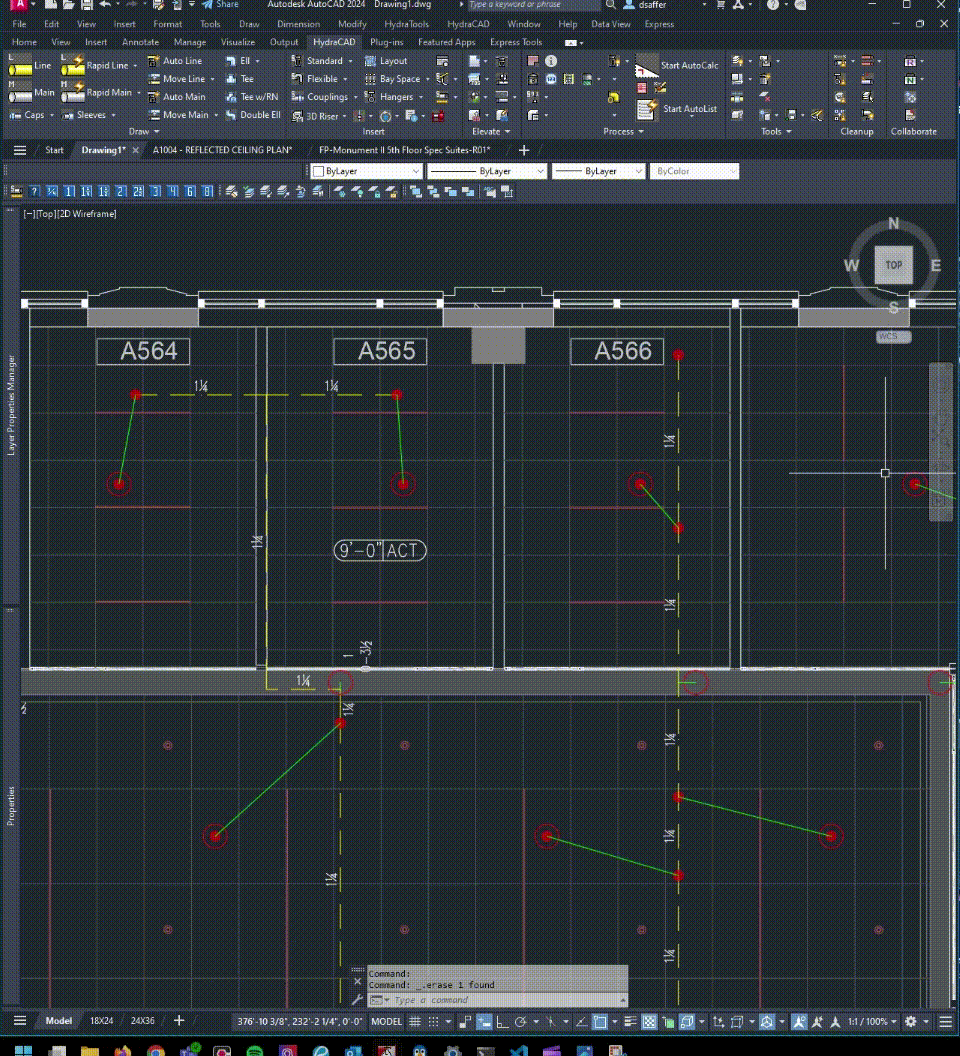 Share
Autodesk AutoCAD 2024 Drawing1.dwg
Type a keyword or phrase
dsaffer
File Edit View Insert Format Tools Draw Dimension Modify HydraTools HydraCAD Window Help Data View Express
Home View Insert Annotate Manage Visualize Output HydraCAD Plug-ins Featured Apps Express Tools
Line Rapid Line Auto Line Ell Standard Layout Start AutoCalc
Move Line Tee Flexible Bay Space
Main Rapid Main Auto Main Tee w/RN Couplings Hangers Start AutoList
Caps Sleeves Move Main Double Ell 3D Riser
Draw Insert Elevate Process Tools Cleanup Collaborate
Start Drawing1* A1004 - REFLECTED CEILING PLAN* FP-Monument II 5th Floor Spec Suites-R01*
ByLayer ByLayer ByLayer ByColor
[−][Top][2D Wireframe]
N
W TOP E
S
WCS
Layer Properties Manager
A564 A565 A566
1¼ 1¼
1¼
1¼
9'-0" ACT
1¼
1
0-3½
1¼
1¼
1¼
1¼
1¼
1¼
Properties
Command:
Command: _.erase 1 found
Type a command
Model 18X24 24X36
376'-10 3/8", 232'-2 1/4", 0'-0" MODEL
1:1 / 100%